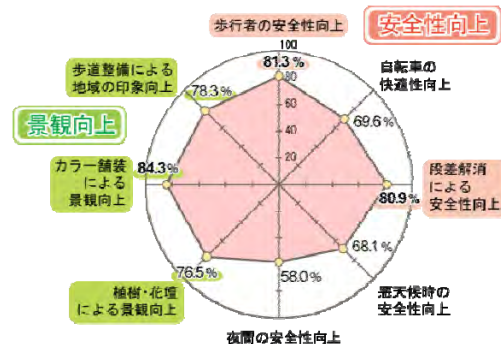 歩行者の安全性向上
安全性向上
100
81.3%
80
60
40
20
自転車の
快適性向上
69.6%
段差解消
による
安全性向上
80.9%
68.1%
悪天候時の
安全性向上
58.0%
夜間の安全性向上
76.5%
植樹・花壇
による景観向上
84.3%
カラー舗装
による
景観向上
景観向上
78.3%
歩道整備による
地域の印象向上